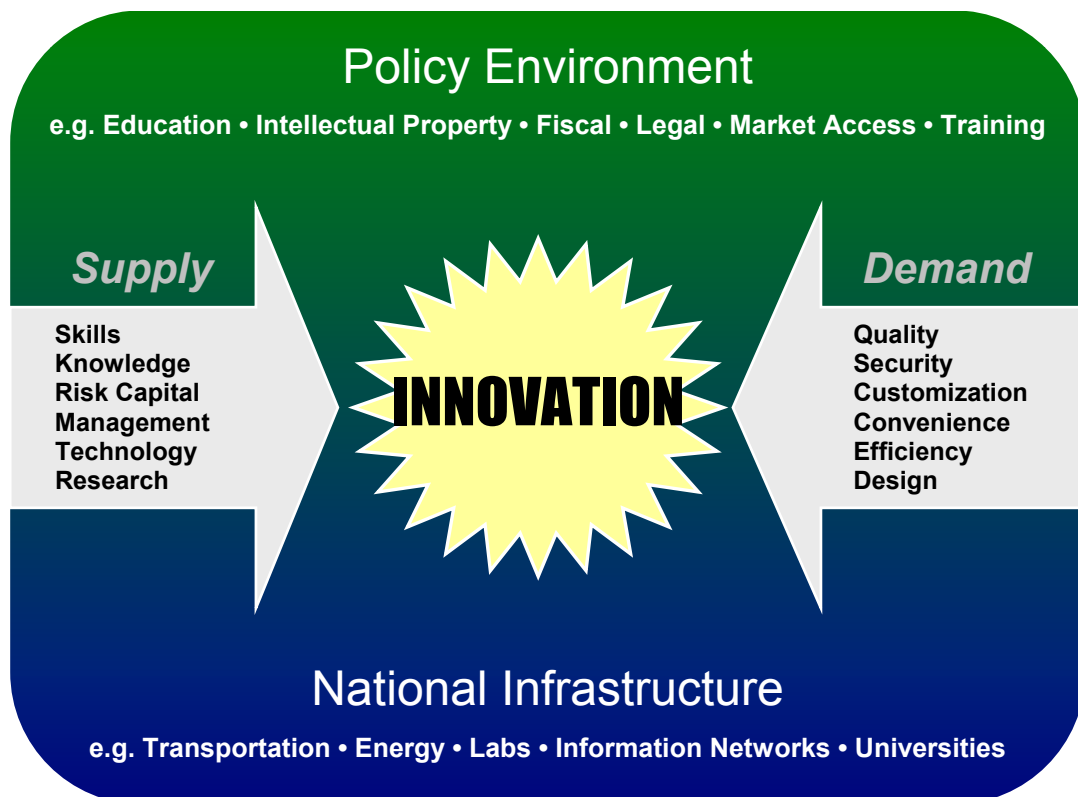 Policy Environment
e.g. Education • Intellectual Property • Fiscal • Legal • Market Access • Training
Supply
Skills
Knowledge
Risk Capital
Management
Technology
Research
INNOVATION
Demand
Quality
Security
Customization
Convenience
Efficiency
Design
National Infrastructure
e.g. Transportation • Energy • Labs • Information Networks • Universities